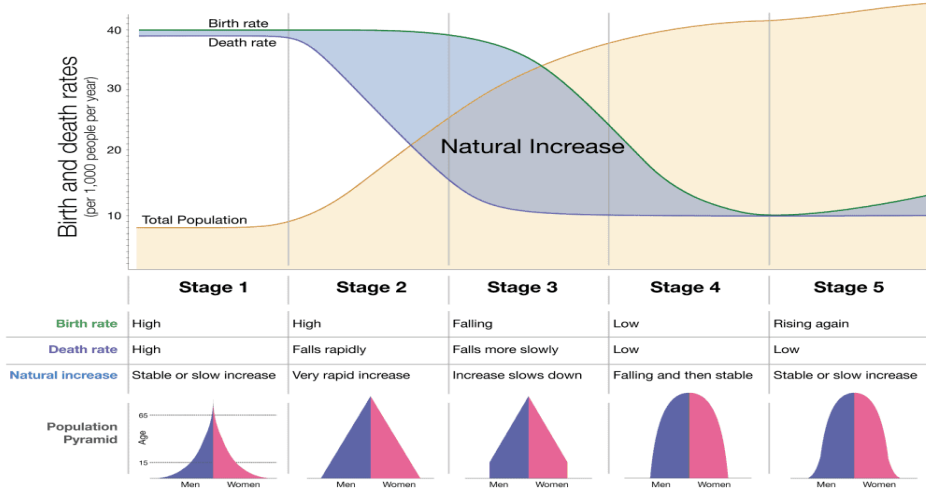 Birth and death rates
(per 1,000 people per year)
40
30
20
10
Birth rate
Death rate
Natural Increase
Total Population
Stage 1 Stage 2 Stage 3 Stage 4 Stage 5
Birth rate High High Falling Low Rising again
Death rate High Falls rapidly Falls more slowly Low Low
Natural increase Stable or slow increase Very rapid increase Increase slows down Falling and then stable Stable or slow increase
Population
Pyramid
Age
65
15
Men Women Men Women Men Women Men Women Men Women